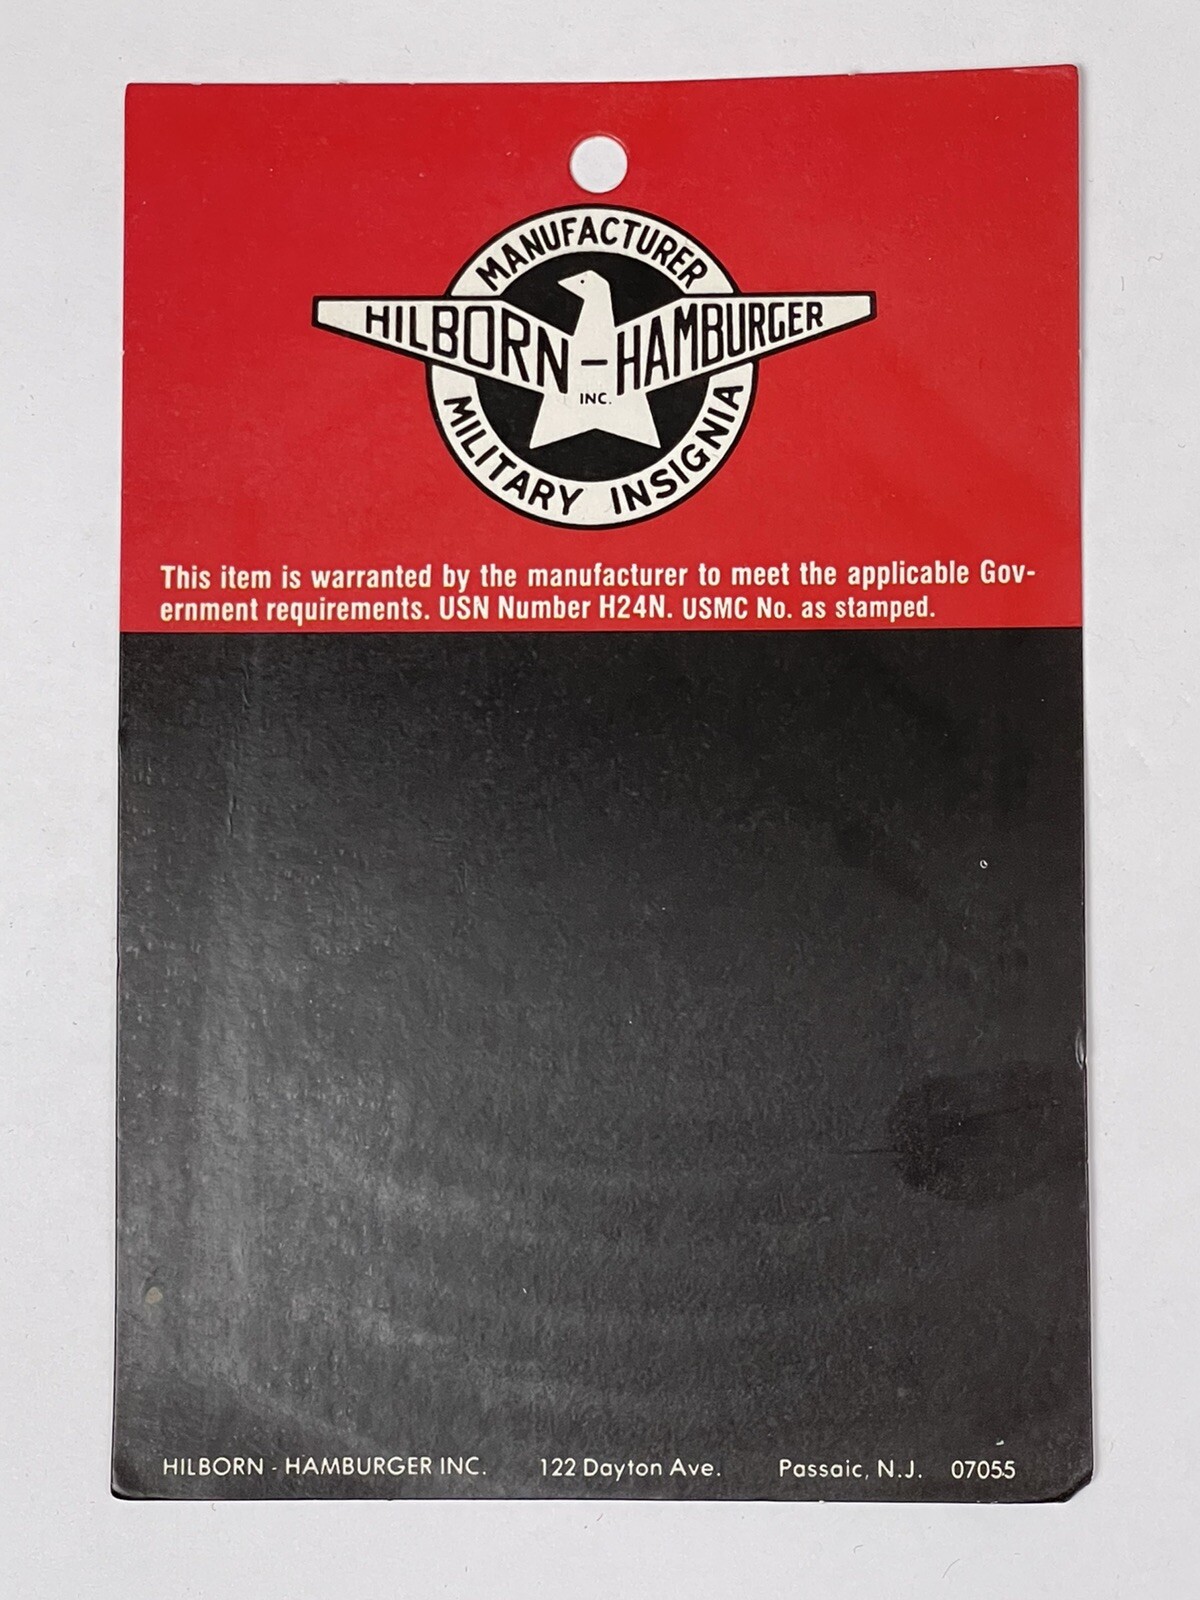 MANUFACTURER
HILBORN - HAMBURGER
INC.
MILITARY INSIGNIA
This item is warranted by the manufacturer to meet the applicable Gov-
ernment requirements. USN Number H24N. USMC No. as stamped.
HILBORN - HAMBURGER INC. 122 Dayton Ave. Passaic, N.J. 07055